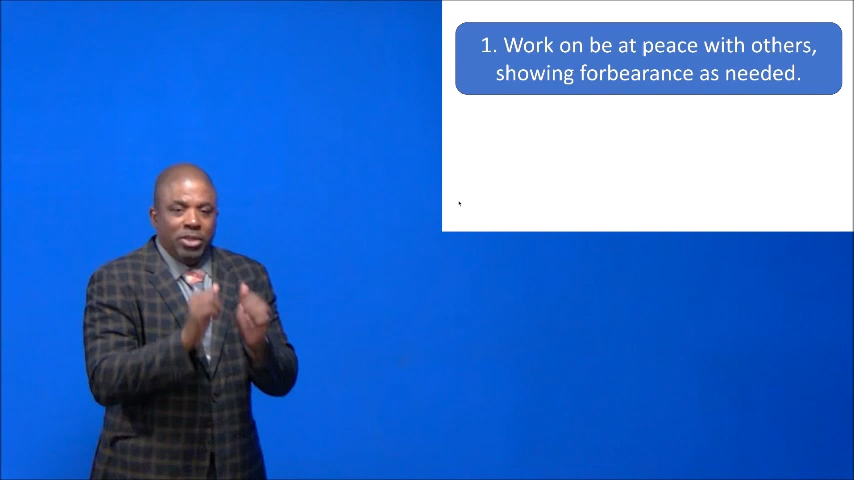 1. Work on be at peace with others,
showing forbearance as needed.